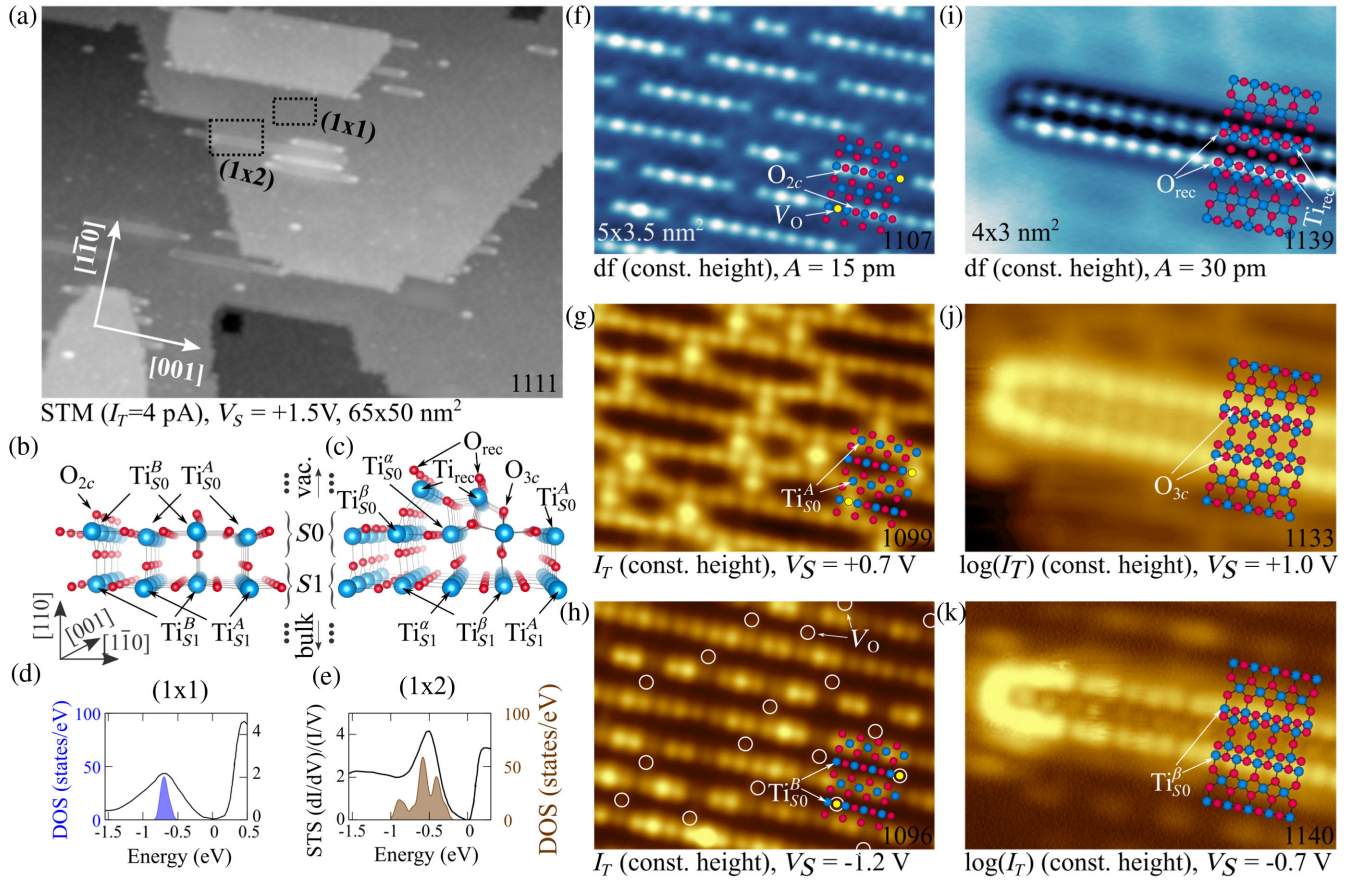 (a)
(1x1)
(1x2)
[11̅0]
[001]
1111
STM (I_T=4 pA), V_S = +1.5V, 65x50 nm²
(b)
O_2c
Ti^B_S0
Ti^A_S0
Ti^B_S1
Ti^A_S1
[110]
[001]
[11̅0]
vac.
S0
S1
bulk
(c)
O_rec
Ti^α_S0
Ti_rec
O_3c
Ti^β_S0
Ti^A_S0
Ti^α_S1
Ti^β_S1
Ti^A_S1
(d)
(1x1)
DOS (states/eV)
100
50
0
4
2
0
-1.5
-1
-0.5
0
0.5
Energy (eV)
(e)
(1x2)
STS (dI/dV)/(I/V)
4
2
0
100
50
0
DOS (states/eV)
-1.5
-1
-0.5
0
Energy (eV)
(f)
O_2c
V_O
5x3.5 nm²
1107
df (const. height), A = 15 pm
(g)
Ti^A_S0
1099
I_T (const. height), V_S = +0.7 V
(h)
V_O
Ti^B_S0
1096
I_T (const. height), V_S = -1.2 V
(i)
O_rec
Ti_rec
4x3 nm²
1139
df (const. height), A = 30 pm
(j)
O_3c
1133
log(I_T) (const. height), V_S = +1.0 V
(k)
Ti^β_S0
1140
log(I_T) (const. height), V_S = -0.7 V